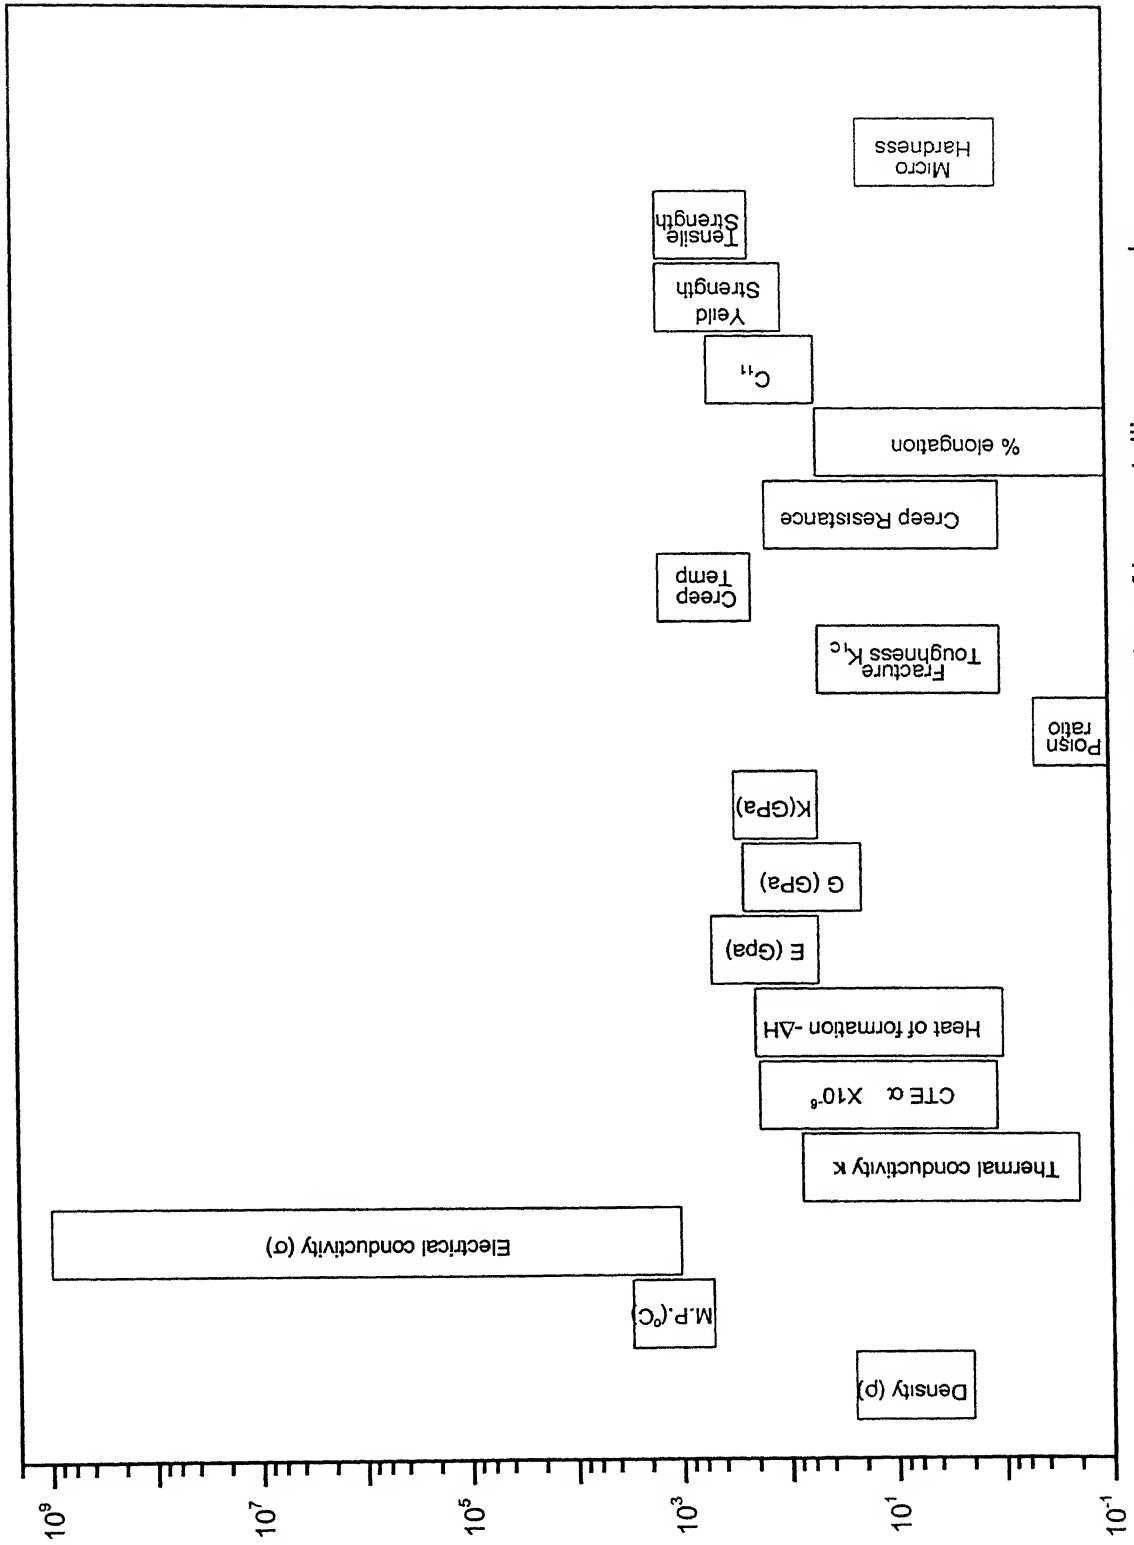 Micro
Hardness
Tensile
Strength
Yeild
Strength
C₁₁
% elongation
Creep Resistance
Creep
Temp
Fracture
Toughness K₁c
Poisn
ratio
K(GPa)
G (GPa)
E (Gpa)
Heat of formation -ΔH
CTE α X10⁻⁶
Thermal conductivity κ
Electrical conductivity (σ)
M.P.(⁰C)
Density (ρ)
10⁹
10⁷
10⁵
10³
10¹
10⁻¹